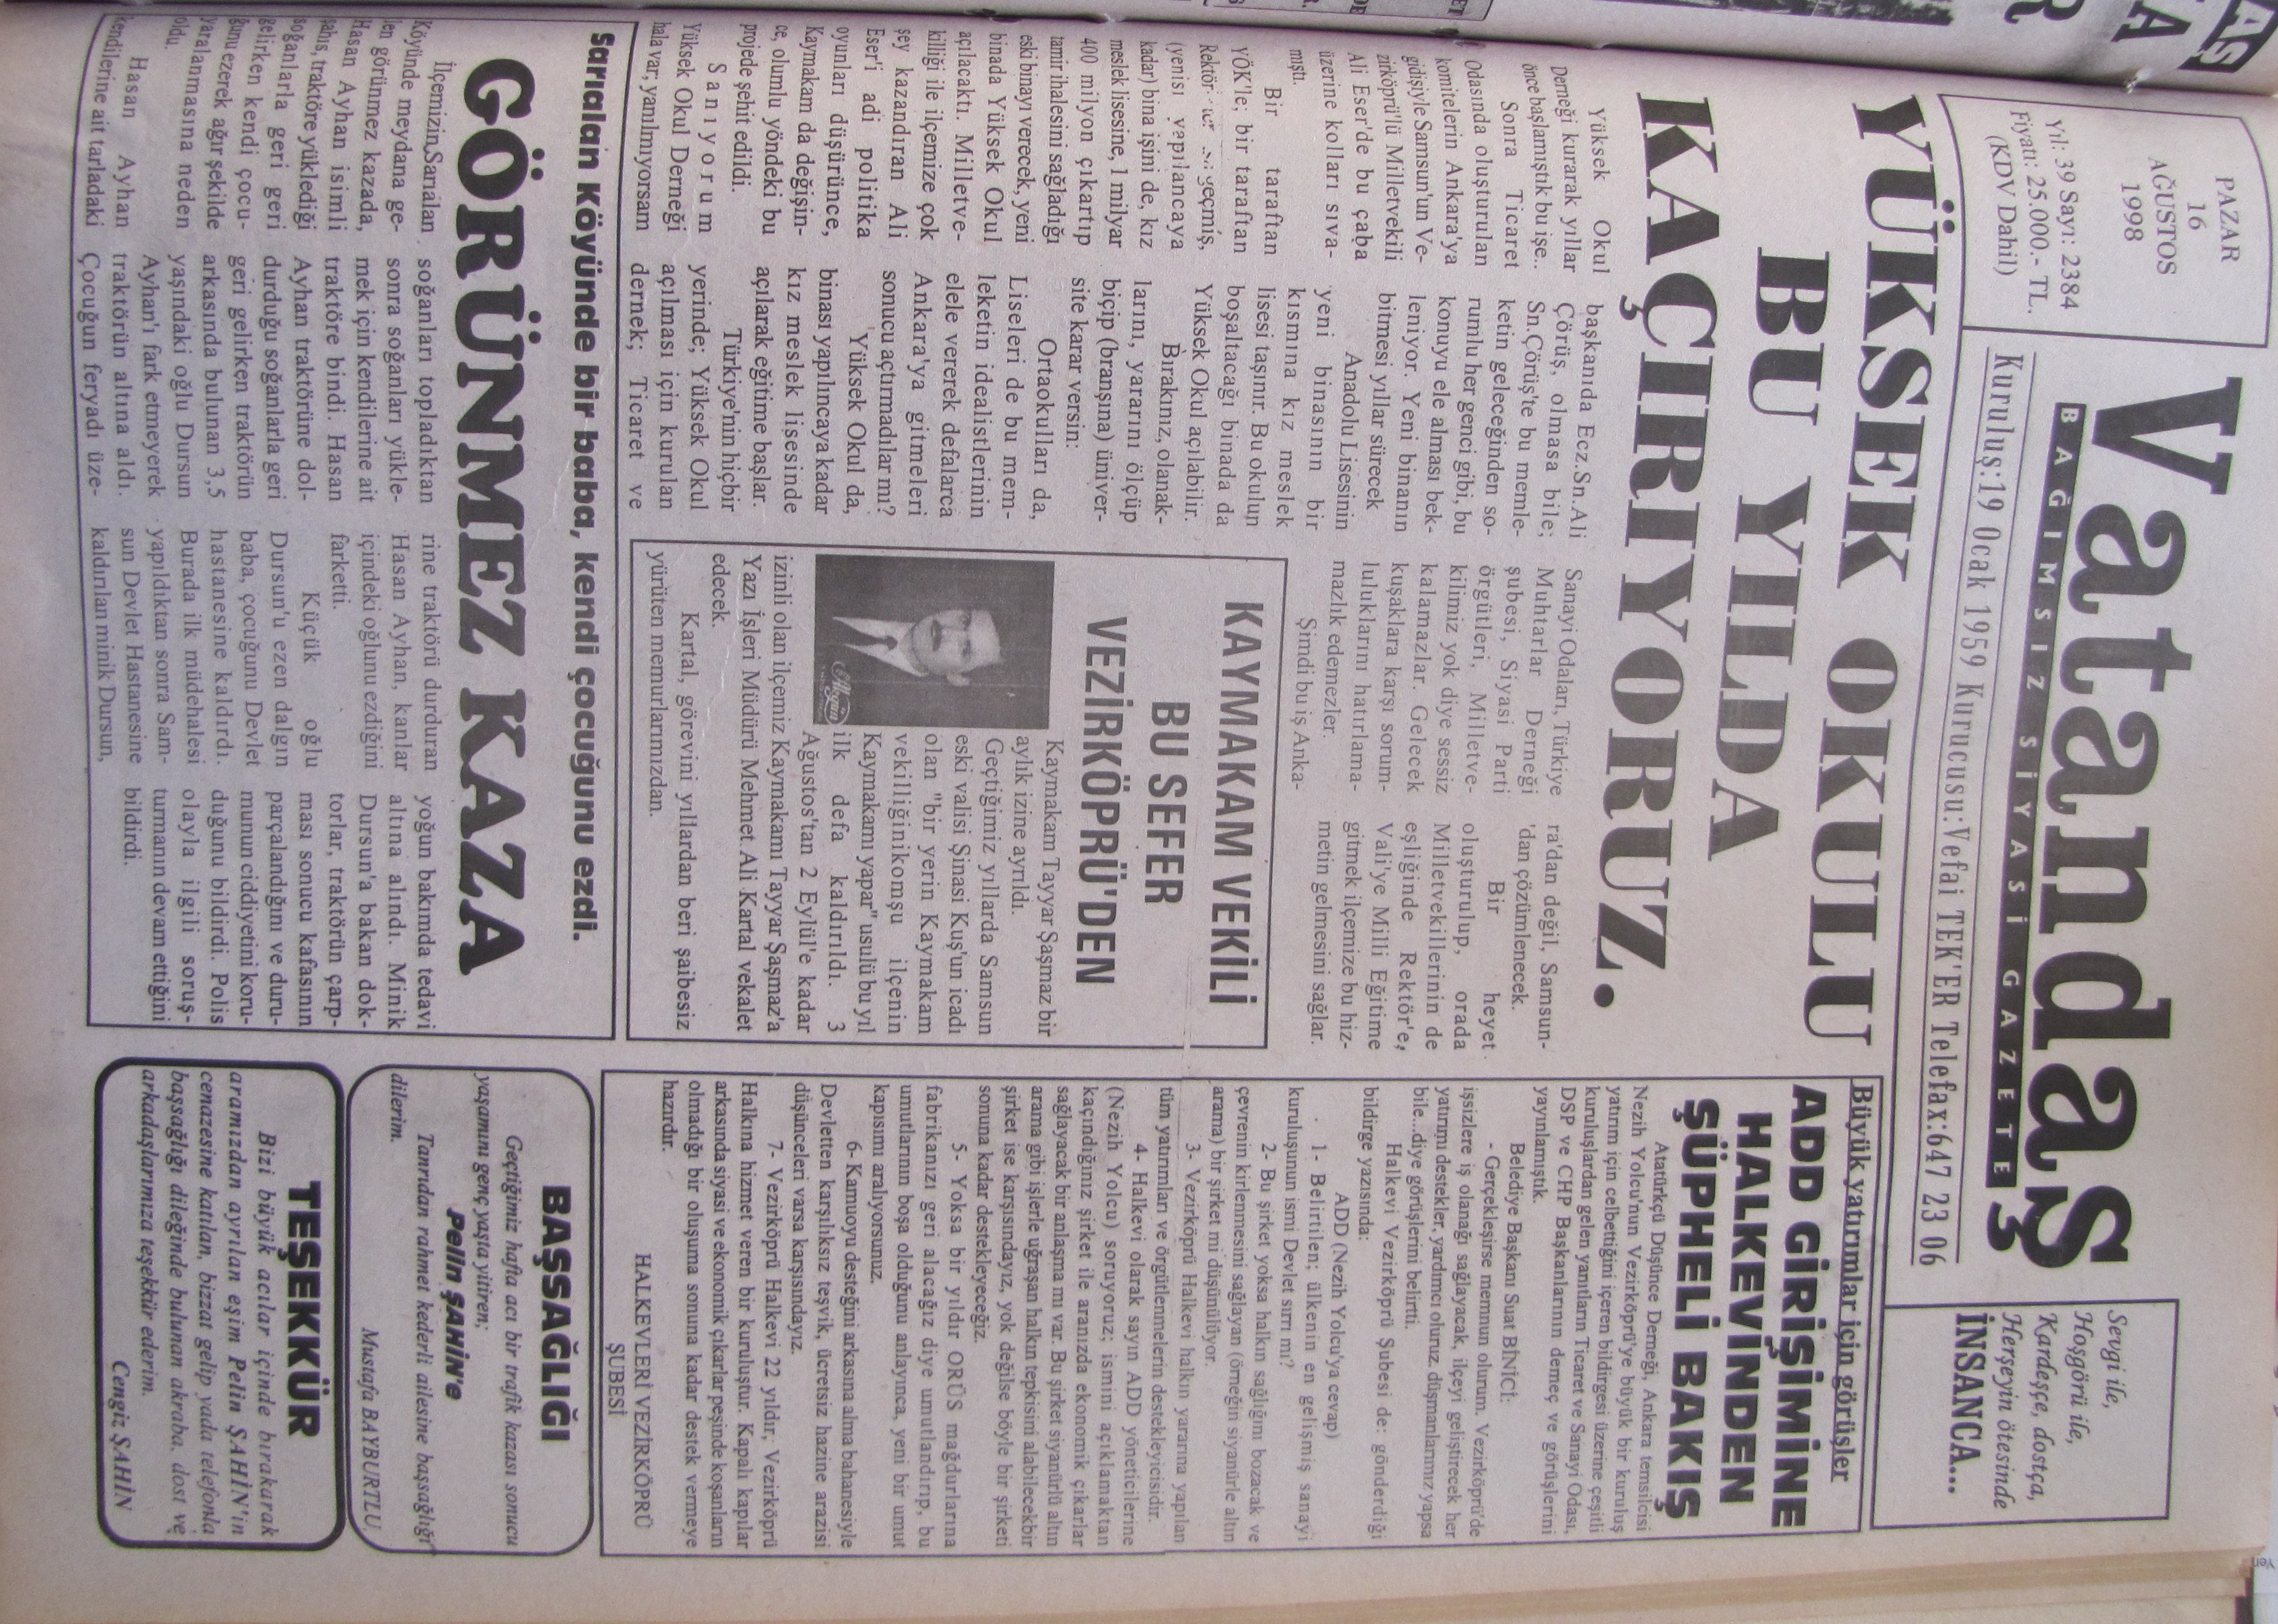 PAZAR
16
AĞUSTOS
1998
Yıl: 39 Sayı: 2384
Fiyatı: 25.000.- TL.
(KDV Dahil)
Vatandaş
BAĞIMSIZ SİYASİ GAZETE
Kuruluş:19 Ocak 1959 Kurucusu:Vefai TEK'ER Telefax:647 23 06
Sevgi ile,
Hoşgörü ile,
Kardeşçe, dostça,
Herşeyin ötesinde
İNSANCA...
YÜKSEK OKULU
BU YILDA
KAÇIRIYORUZ.
Yüksek Okul
Derneği kurarak yıllar
önce başlamıştık bu işe..
Sonra Ticaret
Odasında oluşturulan
komitelerin Ankara'ya
gidişiyle Samsun'un Ve-
zirköprü'lü Milletvekili
Ali Eser'de bu çaba
üzerine kolları sıva-
mıştı.
Bir taraftan
YÖK'le; bir taraftan
Rektör geçmiş,
(yenisi yapılıncaya
kadar) bina işini de, kız
meslek lisesine, 1 milyar
400 milyon çıkartıp
tamir ihalesini sağladığı
eski binayı verecek, yeni
binada Yüksek Okul
açılacaktı. Milletve-
killiği ile ilçemize çok
şey kazandıran Ali
Eser'i adi politika
oyunları düşürünce,
Kaymakam da değişin-
ce, olumlu yöndeki bu
projede şehit edildi.
Sanıyorum
Yüksek Okul Derneği
hala var, yanılmıyorsam
başkanıda Ecz.Sn.Ali
Çörüş, olmasa bile;
Sn.Çörüş'te bu memle-
ketin geleceğinden so-
rumlu her genci gibi, bu
konuyu ele alması bek-
leniyor. Yeni binanın
bitmesi yıllar sürecek
Anadolu Lisesinin
yeni binasının bir
kısmına kız meslek
lisesi taşınır. Bu okulun
boşaltacağı binada da
Yüksek Okul açılabilir.
Bırakınız, olanak-
larını, yararını ölçüp
biçip (branşına) üniver-
site karar versin:
Ortaokulları da,
Liseleri de bu mem-
leketin idealistlerinin
elele vererek defalarca
Ankara'ya gitmeleri
sonucu açtırmadılar mı?
Yüksek Okul da,
binası yapılıncaya kadar
kız meslek lisesinde
açılarak eğitime başlar.
Türkiye'nin hiçbir
yerinde; Yüksek Okul
açılması için kurulan
dernek; Ticaret ve
Sanayi Odaları, Türkiye
Muhtarlar Derneği
şubesi, Siyasi Parti
örgütleri, Milletve-
kilimiz yok diye sessiz
kalamazlar. Gelecek
kuşaklara karşı sorum-
luluklarını hatırlama-
mazlık edemezler.
Şimdi bu iş Anka-
ra'dan değil, Samsun-
'dan çözümlenecek.
Bir heyet
oluşturulup, orada
Milletvekillerinin de
eşliğinde Rektör'e,
Vali'ye Milli Eğitime
gitmek ilçemize bu hiz-
metin gelmesini sağlar.
KAYMAKAM VEKİLİ
BU SEFER
VEZİRKÖPRÜ'DEN
Kaymakam Tayyar Şaşmaz bir
aylık izine ayrıldı.
Geçtiğimiz yıllarda Samsun
eski valisi Şinasi Kuş'un icadı
olan "bir yerin Kaymakam
vekilliğinikomşu ilçenin
Kaymakamı yapar" usulü bu yıl
ilk defa kaldırıldı. 3
Ağustos'tan 2 Eylül'e kadar
izinli olan ilçemiz Kaymakamı Tayyar Şaşmaz'a
Yazı İşleri Müdürü Mehmet Ali Kartal vekalet
edecek.
Kartal, görevini yıllardan beri şaibesiz
yürüten memurlarımızdan.
Akgün
Büyük yatırımlar için görüşler
ADD GİRİŞİMİNE
HALKEVİNDEN
ŞÜPHELİ BAKIŞ
Atatürkçü Düşünce Derneği, Ankara temsilcisi
Nezih Yolcu'nun Vezirköprü'ye büyük bir kuruluş
yatırım için celbettiğini içeren bildirgesi üzerine çeşitli
kuruluşlardan gelen yanıtların Ticaret ve Sanayi Odası,
DSP ve CHP Başkanlarının demeç ve görüşlerini
yayınlamıştık.
Belediye Başkanı Suat BİNİCİ:
- Gerçekleşirse memnun olurum. Vezirköprü'de
işsizlere iş olanağı sağlayacak, ilçeyi geliştirecek her
yatırımı destekler, yardımcı oluruz. düşmanlarımız yapsa
bile...diye görüşlerini belirtti.
Halkevi Vezirköprü Şubesi de: gönderdiği
bildirge yazısında:
ADD (Nezih Yolcu'ya cevap)
1- Belirtilen; ülkenin en gelişmiş sanayi
kuruluşunun ismi Devlet sırrı mı?
2- Bu şirket yoksa halkın sağlığını bozacak ve
çevrenin kirlenmesini sağlayan (örneğin siyanürle altın
arama) bir şirket mi düşünülüyor.
3- Vezirköprü Halkevi halkın yararına yapılan
tüm yatırımları ve örgütlenmelerin destekleyicisidir.
4- Halkevi olarak sayın ADD yöneticilerine
(Nezih Yolcu) soruyoruz; ismini açıklamaktan
kaçındığınız şirket ile aranızda ekonomik çıkarlar
sağlayacak bir anlaşma mı var. Bu şirket siyanürlü altın
arama gibi işlerle uğraşan halkın tepkisini alabilecekbir
şirket ise karşısındayız, yok değilse böyle bir şirketi
sonuna kadar destekleyeceğiz.
5- Yoksa bir yıldır ORÜS mağdurlarına
fabrikanızı geri alacağız diye umutlandırıp, bu
umutlarının boşa olduğunu anlayınca, yeni bir umut
kapısımı aralıyorsunuz.
6- Kamuoyu desteğini arkasına alma bahanesiyle
Devletten karşılıksız teşvik, ücretsiz hazine arazisi
düşünceleri varsa karşısındayız.
7- Vezirköprü Halkevi 22 yıldır, Vezirköprü
Halkına hizmet veren bir kuruluştur. Kapalı kapılar
arkasında siyasi ve ekonomik çıkarlar peşinde koşanların
olmadığı bir oluşuma sonuna kadar destek vermeye
hazırdır.
HALKEVLERİ VEZİRKÖPRÜ
ŞUBESİ
Sarıalan Köyünde bir baba, kendi çocuğunu ezdi.
GÖRÜNMEZ KAZA
İlçemizin Sarıalan
Köyünde meydana ge-
len görünmez kazada,
Hasan Ayhan isimli
şahıs, traktöre yüklediği
soğanlarla geri geri
gelirken kendi çocu-
ğunu ezerek ağır şekilde
yaralanmasına neden
oldu.
Hasan Ayhan
kendilerine ait tarladaki
soğanları topladıktan
sonra soğanları yükle-
mek için kendilerine ait
traktöre bindi. Hasan
Ayhan traktörüne dol-
durduğu soğanlarla geri
geri gelirken traktörün
arkasında bulunan 3,5
yaşındaki oğlu Dursun
Ayhan'ı fark etmeyerek
traktörün altına aldı.
Çocuğun feryadı üze-
rine traktörü durduran
Hasan Ayhan, kanlar
içindeki oğlunu ezdiğini
farketti.
Küçük oğlu
Dursun'u ezen dalgın
baba, çocuğunu Devlet
hastanesine kaldırdı.
Burada ilk müdehalesi
yapıldıktan sonra Sam-
sun Devlet Hastanesine
kaldırılan minik Dursun,
yoğun bakımda tedavi
altına alındı. Minik
Dursun'a bakan dok-
torlar, traktörün çarp-
ması sonucu kafasının
parçalandığını ve duru-
munun ciddiyetini koru-
duğunu bildirdi. Polis
olayla ilgili soruş-
turmanın devam ettiğini
bildirdi.
BAŞSAĞLIĞI
Geçtiğimiz hafta acı bir trafik kazası sonucu
yaşamını genç yaşta yitiren;
Pelin ŞAHİN'e
Tanrıdan rahmet kederli ailesine başsağlığı
dilerim.
Mustafa BAYBURTLU
TEŞEKKÜR
Bizi büyük acılar içinde bırakarak
aramızdan ayrılan eşim Pelin ŞAHİN'in
cenazesine katılan, bizzat gelip yada telefonla
başsağlığı dileğinde bulunan akraba, dost ve
arkadaşlarımıza teşekkür ederim.
Cengiz ŞAHİN